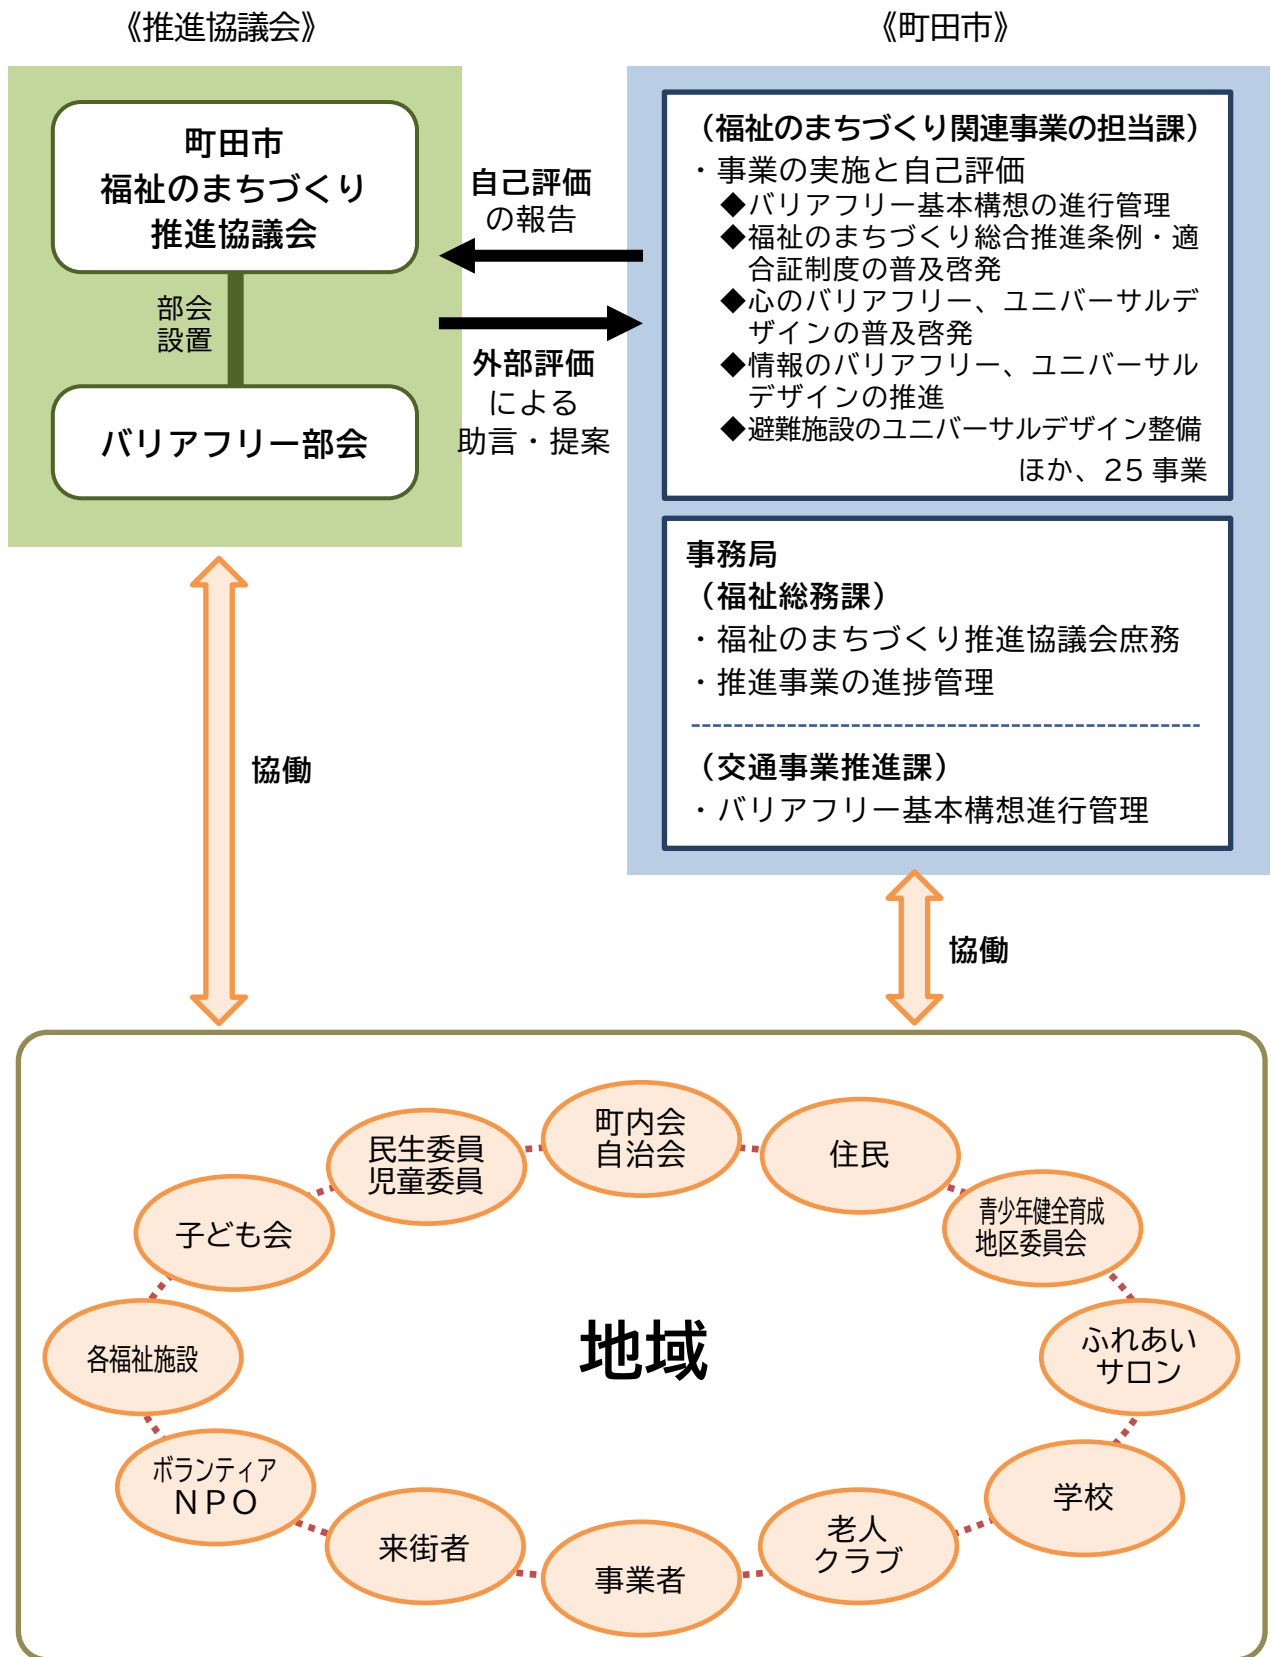 《推進協議会》
《町田市》
町田市
福祉のまちづくり
推進協議会
部会
設置
バリアフリー部会
自己評価
の報告
外部評価
による
助言・提案
（福祉のまちづくり関連事業の担当課）
・事業の実施と自己評価
◆バリアフリー基本構想の進行管理
◆福祉のまちづくり総合推進条例・適
合証制度の普及啓発
◆心のバリアフリー、ユニバーサルデ
ザインの普及啓発
◆情報のバリアフリー、ユニバーサル
デザインの推進
◆避難施設のユニバーサルデザイン整備
ほか、25 事業
事務局
（福祉総務課）
・福祉のまちづくり推進協議会庶務
・推進事業の進捗管理
（交通事業推進課）
・バリアフリー基本構想進行管理
協働
協働
町内会
自治会
民生委員
児童委員
住民
子ども会
青少年健全育成
地区委員会
各福祉施設
地域
ふれあい
サロン
ボランティア
ＮＰＯ
学校
来街者
事業者
老人
クラブ